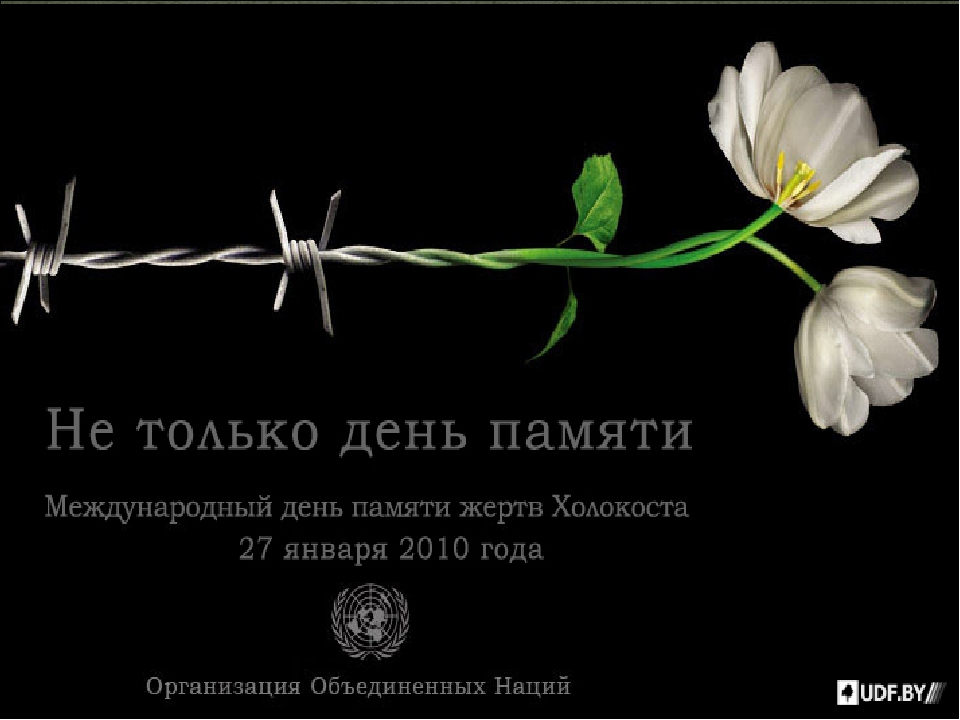 Не только день памяти
Международный день памяти жертв Холокоста
27 января 2010 года
Организация Объединенных Наций
UDF.BY